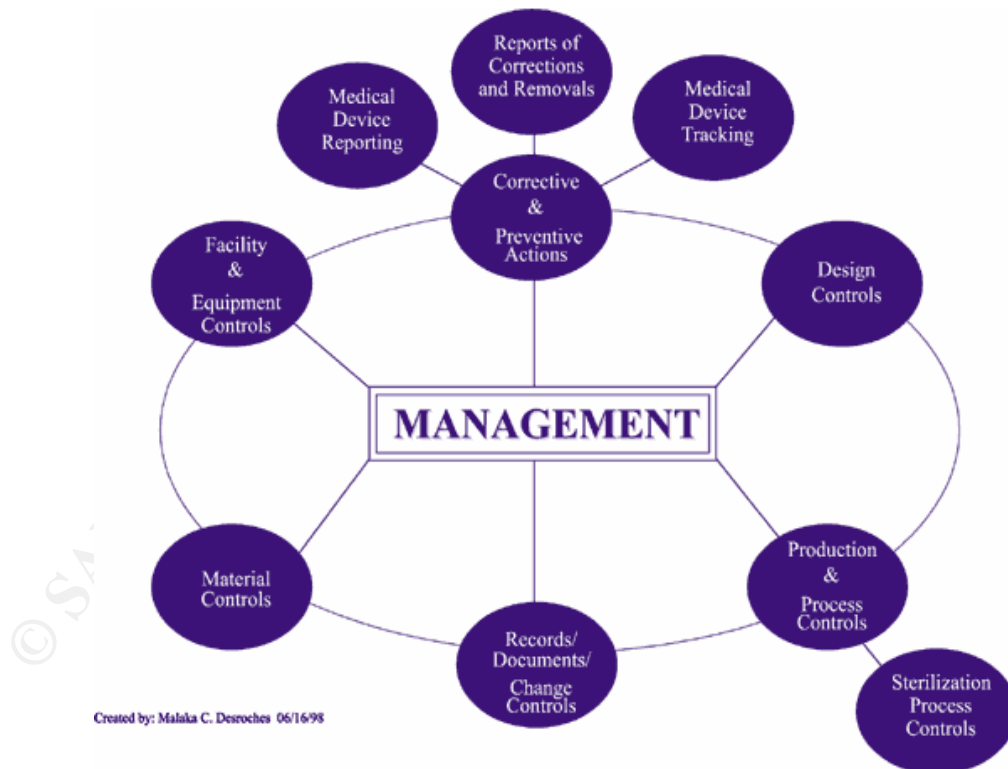 Reports of
Corrections
and Removals
Medical
Device
Reporting
Medical
Device
Tracking
Corrective
&
Preventive
Actions
Facility
&
Equipment
Controls
Design
Controls
MANAGEMENT
Material
Controls
Production
&
Process
Controls
Records/
Documents/
Change
Controls
Sterilization
Process
Controls
Created by: Malaka C. Desroches 06/16/98